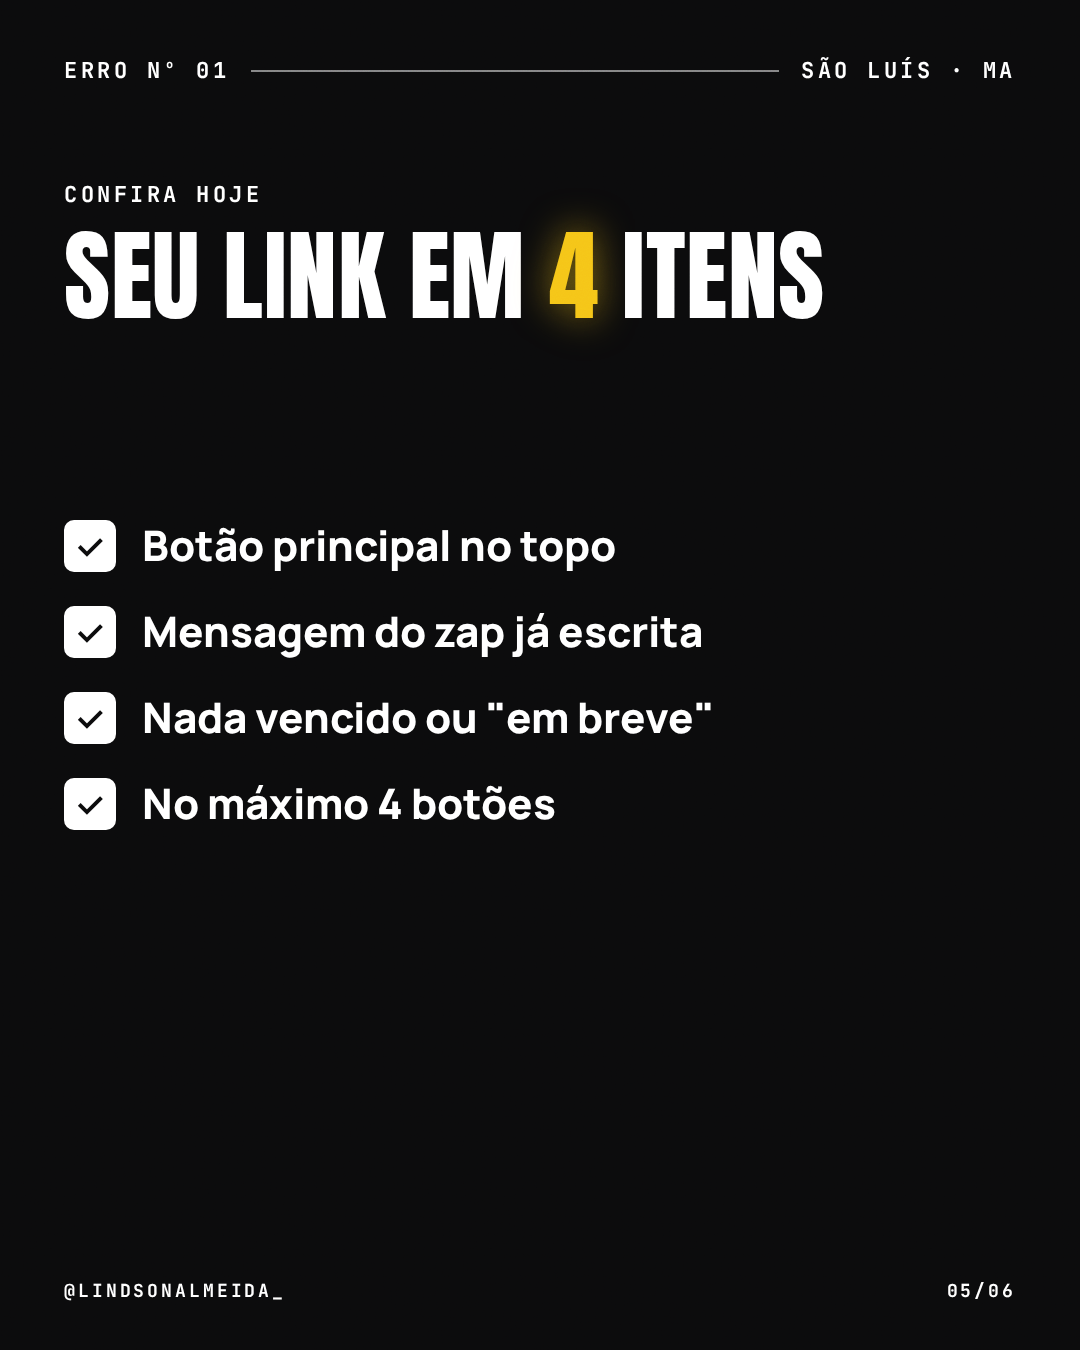 ERRO N° 01
SÃO LUÍS · MA
CONFIRA HOJE
SEU LINK EM 4 ITENS
Botão principal no topo
Mensagem do zap já escrita
Nada vencido ou "em breve"
No máximo 4 botões
@LINDSONALMEIDA_
05/06